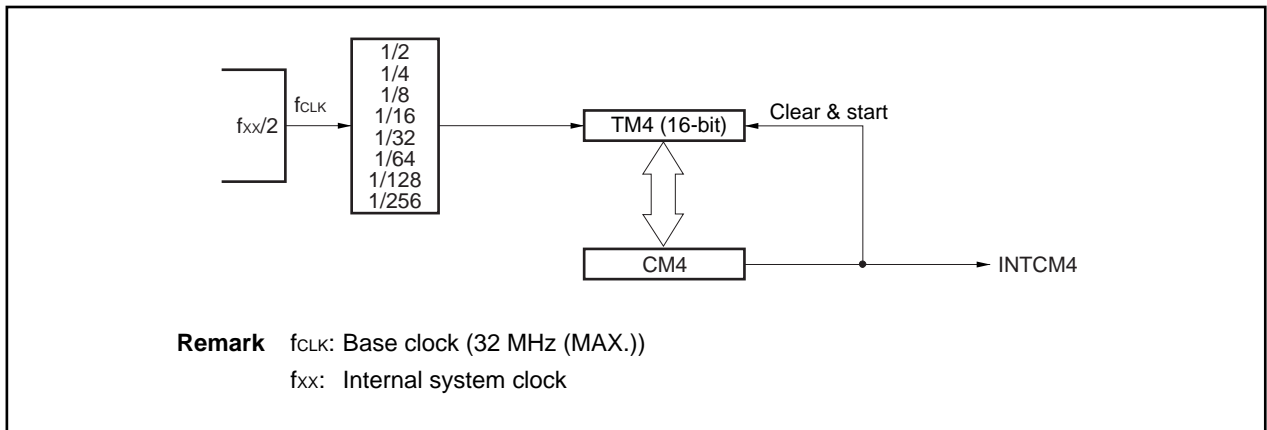 fxx/2
fCLK
1/2
1/4
1/8
1/16
1/32
1/64
1/128
1/256
TM4 (16-bit)
Clear & start
CM4
INTCM4
Remark fCLK: Base clock (32 MHz (MAX.))
fxx: Internal system clock